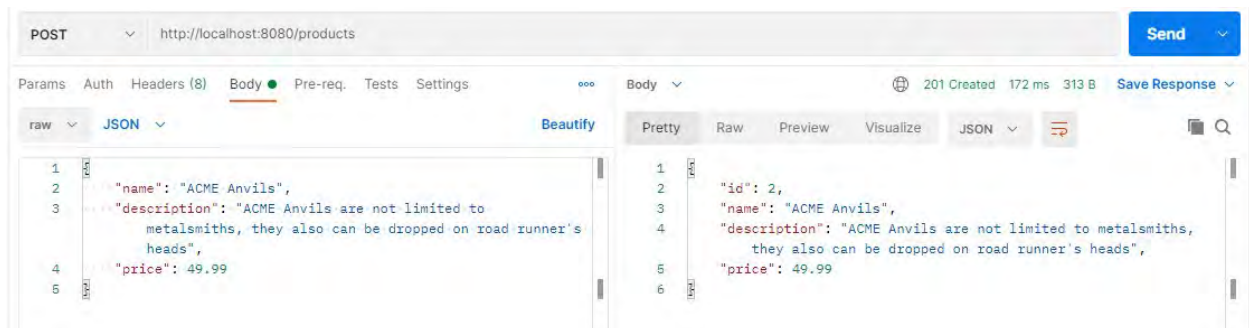 POST http://localhost:8080/products Send
Params Auth Headers (8) Body Pre-req. Tests Settings
raw JSON Beautify
1 {
2 "name": "ACME Anvils",
3 "description": "ACME Anvils are not limited to
metalsmiths, they also can be dropped on road runner's
heads",
4 "price": 49.99
5 }
Body 201 Created 172 ms 313 B Save Response
Pretty Raw Preview Visualize JSON
1 {
2 "id": 2,
3 "name": "ACME Anvils",
4 "description": "ACME Anvils are not limited to metalsmiths,
they also can be dropped on road runner's heads",
5 "price": 49.99
6 }